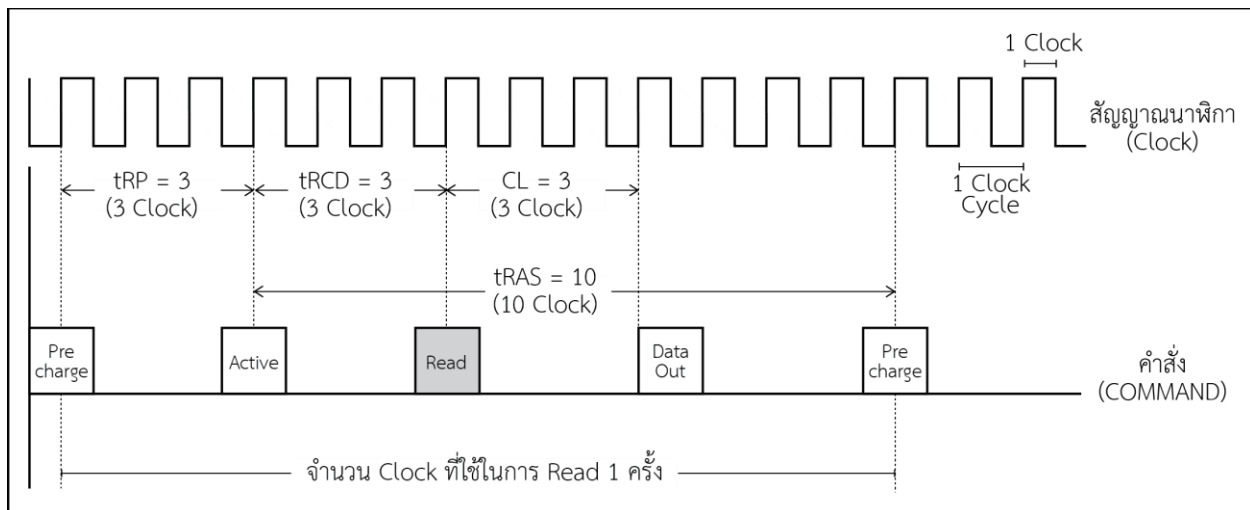 1 Clock
สัญญาณนาฬิกา
(Clock)
tRP = 3
(3 Clock)
tRCD = 3
(3 Clock)
CL = 3
(3 Clock)
1 Clock
Cycle
tRAS = 10
(10 Clock)
Pre
charge
Active
Read
Data
Out
Pre
charge
คำสั่ง
(COMMAND)
จำนวน Clock ที่ใช้ในการ Read 1 ครั้ง